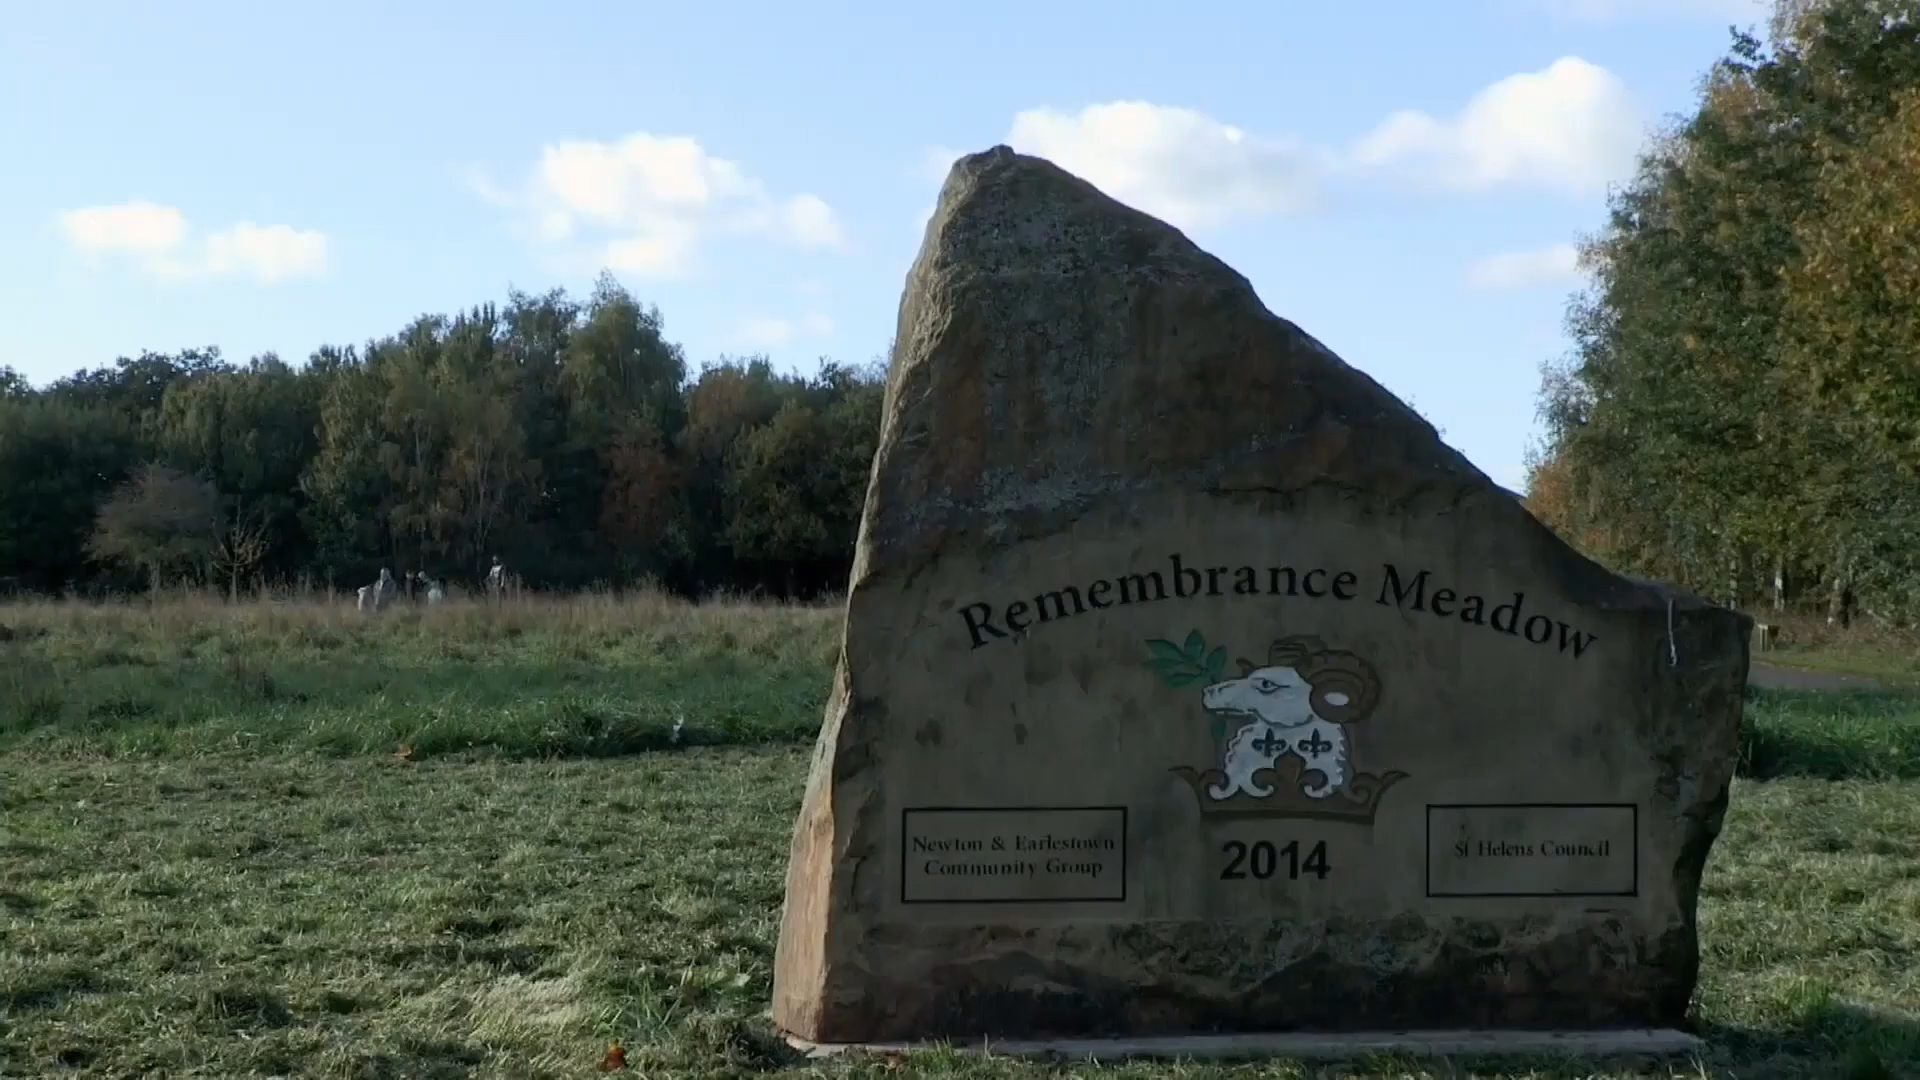 Remembrance Meadow
Newton & Earlestown
Community Group
2014
St Helens Council